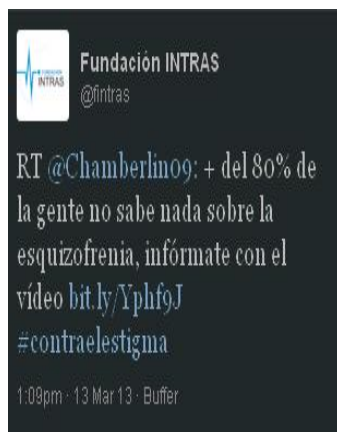 INTRAS
Fundación INTRAS
@fintras
RT @Chamberlin09: + del 80% de
la gente no sabe nada sobre la
esquizofrenia, infórmate con el
vídeo bit.ly/Yphf9J
#contraelestigma
1:09pm · 13 Mar 13 · Buffer